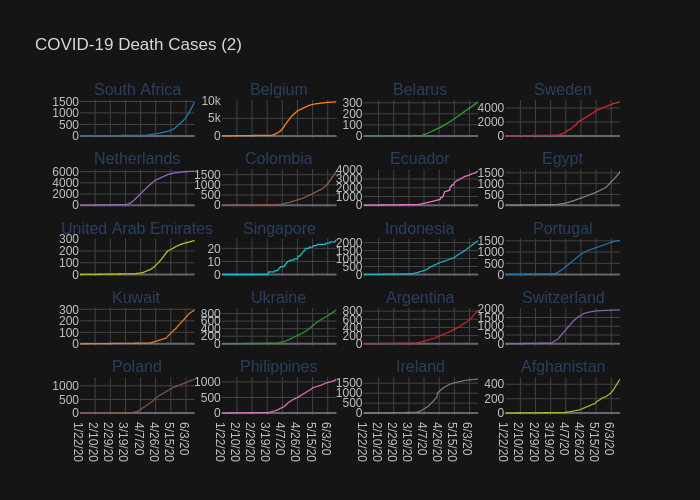 COVID-19 Death Cases (2)
South Africa Belgium Belarus Sweden
1500 1000 500 0 10k 5k 0 300 200 100 0 4000 2000 0
Netherlands Colombia Ecuador Egypt
6000 4000 2000 0 1500 1000 500 0 4000 3000 2000 1000 0 1500 1000 500 0
United Arab Emirates Singapore Indonesia Portugal
300 200 100 0 20 10 0 2000 1500 1000 500 0 1500 1000 500 0
Kuwait Ukraine Argentina Switzerland
300 200 100 0 800 600 400 200 0 800 600 400 200 0 2000 1500 1000 500 0
Poland Philippines Ireland Afghanistan
1000 500 0 1000 500 0 1500 1000 500 0 400 200 0
1/22/20 2/10/20 2/29/20 3/19/20 4/7/20 4/26/20 5/15/20 6/3/20 1/22/20 2/10/20 2/29/20 3/19/20 4/7/20 4/26/20 5/15/20 6/3/20 1/22/20 2/10/20 2/29/20 3/19/20 4/7/20 4/26/20 5/15/20 6/3/20 1/22/20 2/10/20 2/29/20 3/19/20 4/7/20 4/26/20 5/15/20 6/3/20